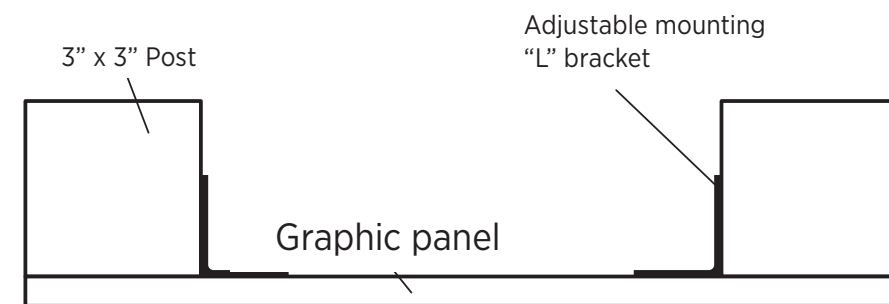 Adjustable mounting
“L” bracket
3” x 3” Post
Graphic panel